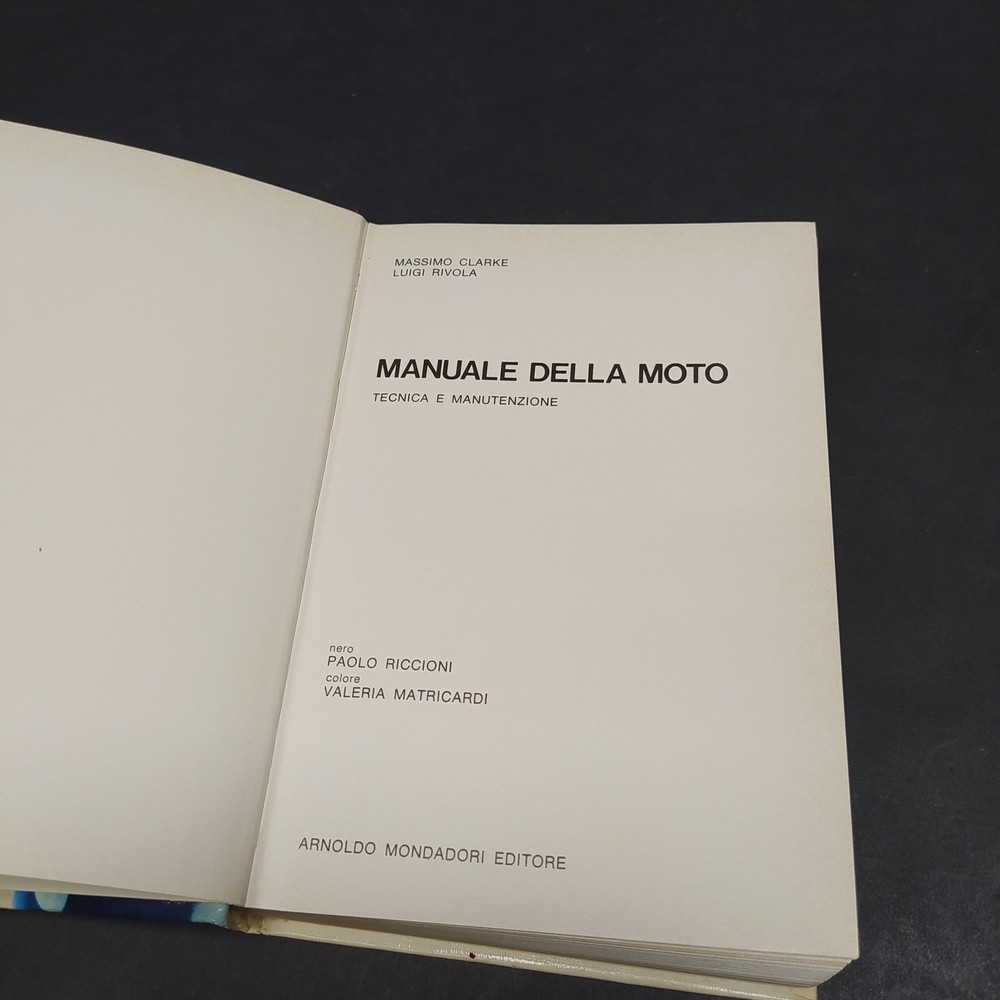 MASSIMO CLARKE
LUIGI RIVOLA
MANUALE DELLA MOTO
TECNICA E MANUTENZIONE
nero
PAOLO RICCIONI
colore
VALERIA MATRICARDI
ARNOLDO MONDADORI EDITORE